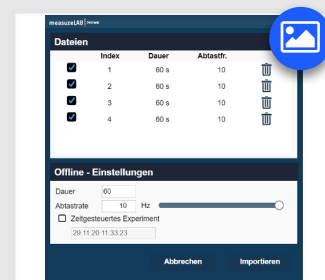 measureLAB
Dateien
Index Dauer Abtastfr.
1 60 s 10
2 60 s 10
3 60 s 10
4 60 s 10
Offline - Einstellungen
Dauer 60
Abtastrate 10 Hz
Zeitgesteuertes Experiment
29.11.20 11:33:23
Abbrechen Importieren